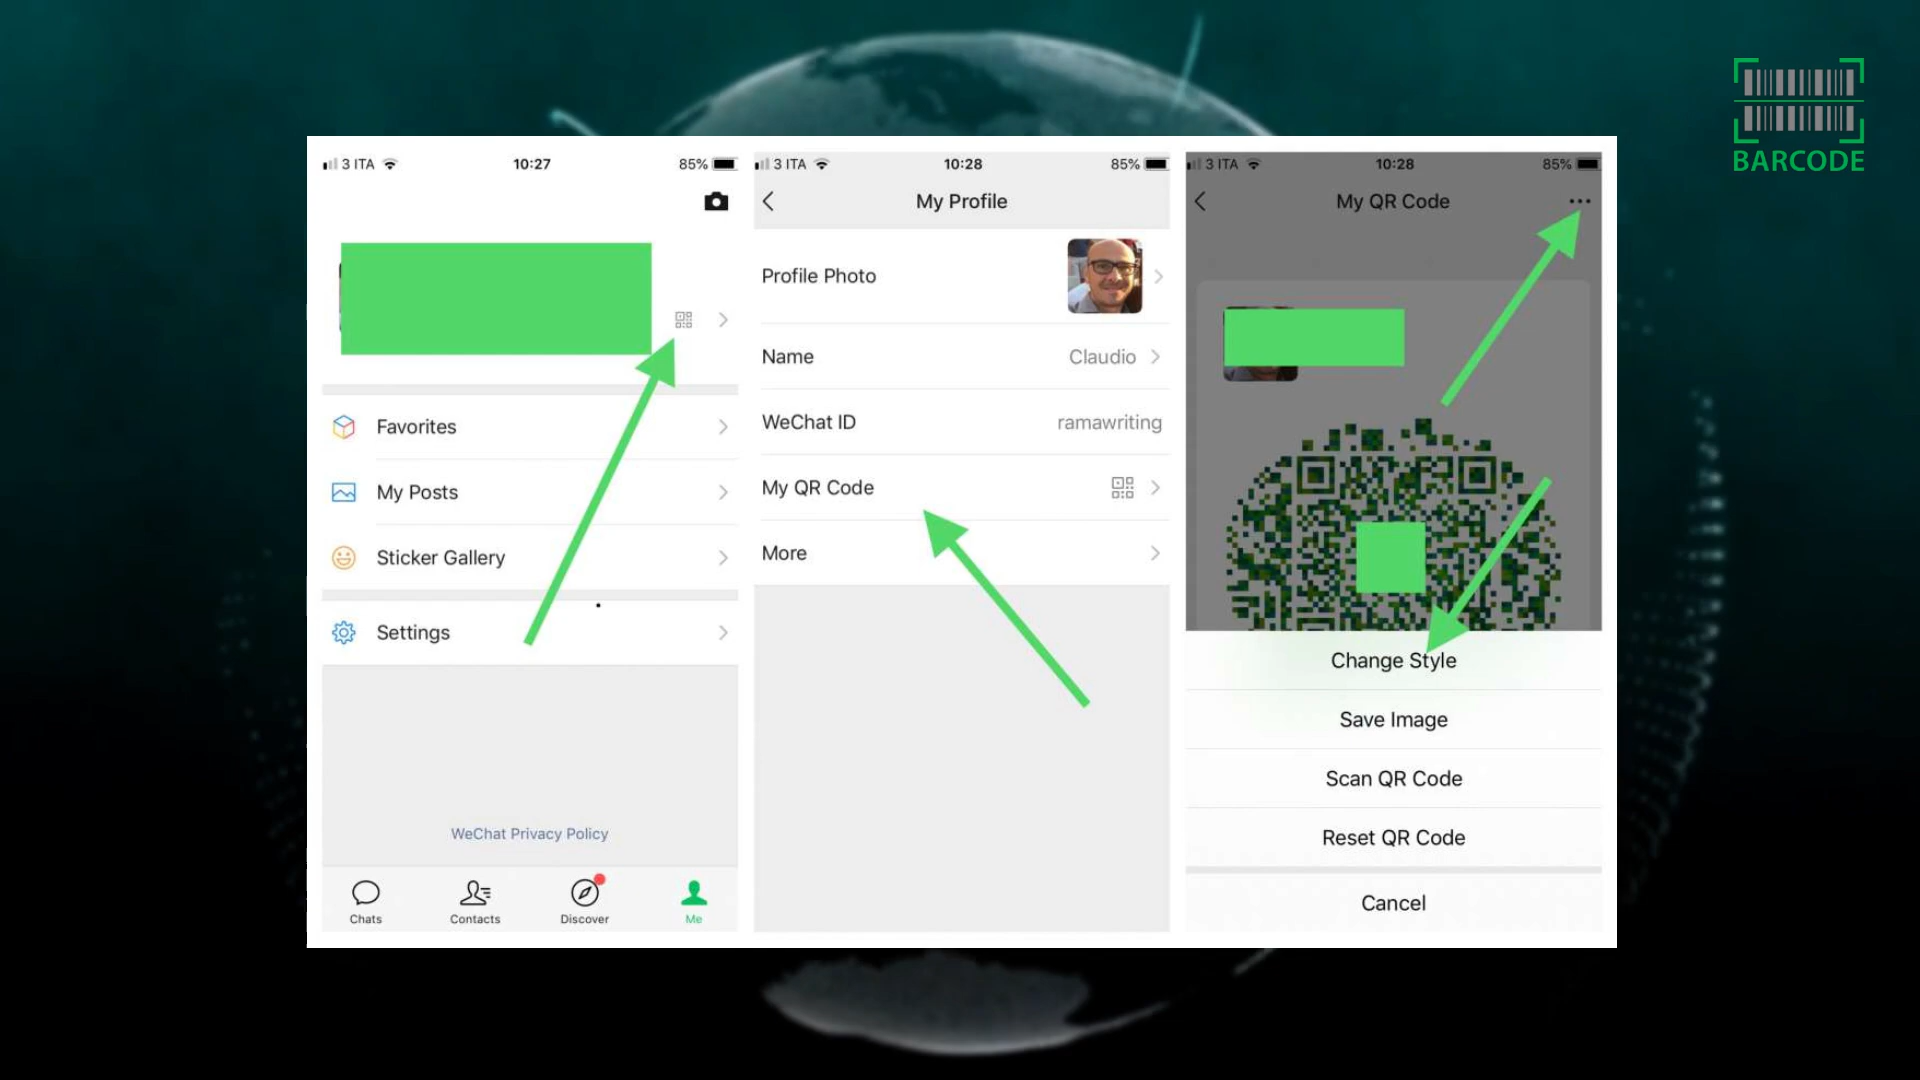 3 ITA 10:27 85%
Favorites
My Posts
Sticker Gallery
Settings
WeChat Privacy Policy
Chats Contacts Discover Me
3 ITA 10:28 85%
My Profile
Profile Photo
Name Claudio
WeChat ID ramawriting
My QR Code
More
3 ITA 10:28 85%
My QR Code
Change Style
Save Image
Scan QR Code
Reset QR Code
Cancel
BARCODE